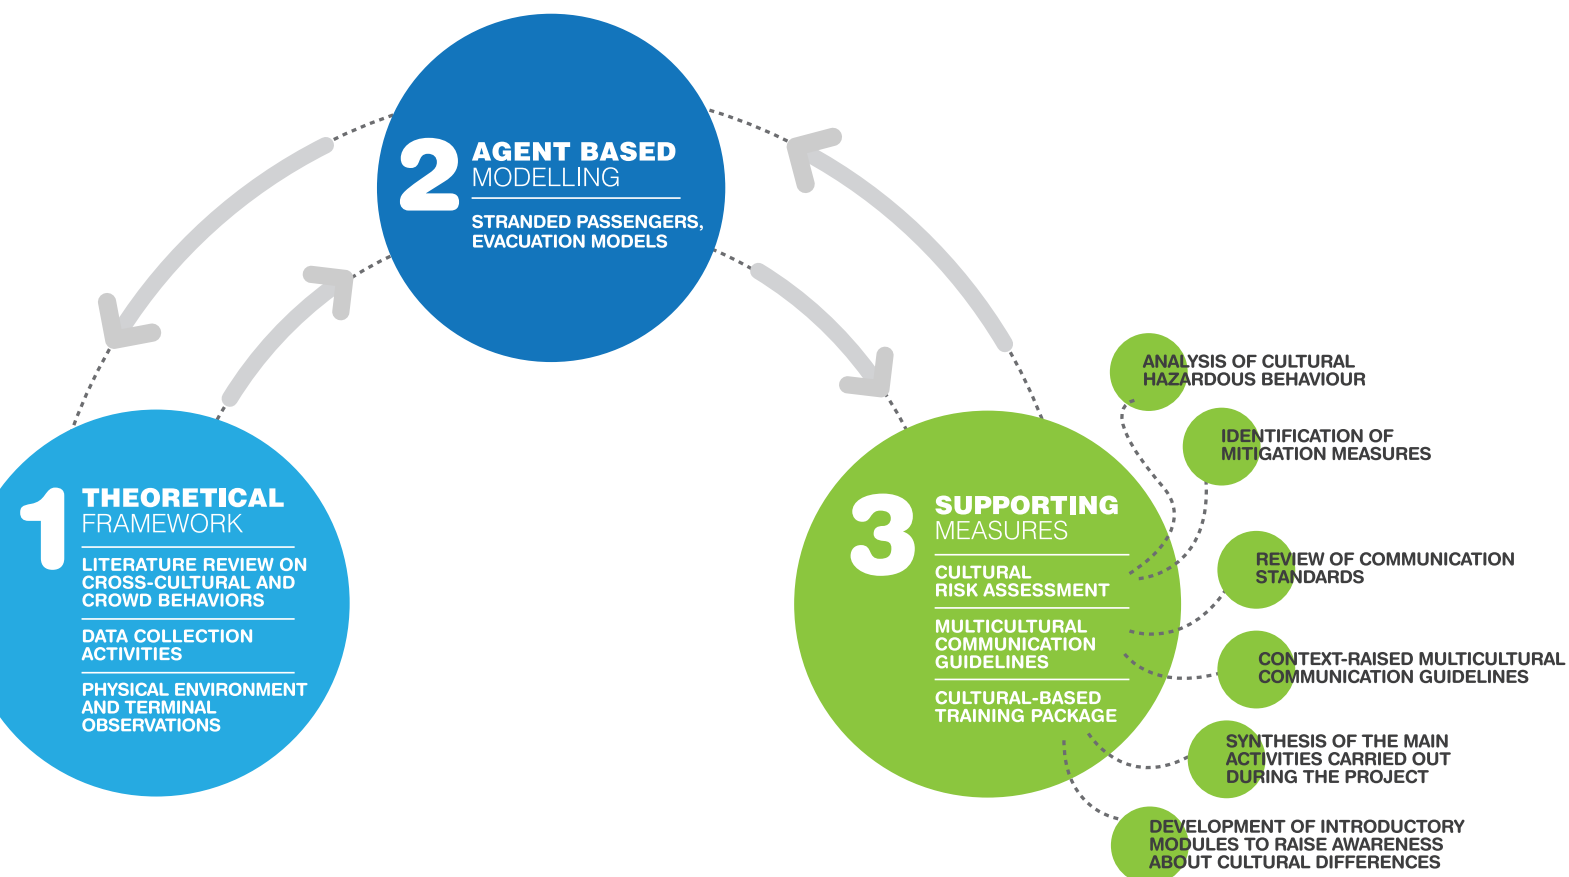 2
AGENT BASED
MODELLING
STRANDED PASSENGERS,
EVACUATION MODELS
1
THEORETICAL
FRAMEWORK
LITERATURE REVIEW ON
CROSS-CULTURAL AND
CROWD BEHAVIORS
DATA COLLECTION
ACTIVITIES
PHYSICAL ENVIRONMENT
AND TERMINAL
OBSERVATIONS
3
SUPPORTING
MEASURES
CULTURAL
RISK ASSESSMENT
MULTICULTURAL
COMMUNICATION
GUIDELINES
CULTURAL-BASED
TRAINING PACKAGE
ANALYSIS OF CULTURAL
HAZARDOUS BEHAVIOUR
IDENTIFICATION OF
MITIGATION MEASURES
REVIEW OF COMMUNICATION
STANDARDS
CONTEXT-RAISED MULTICULTURAL
COMMUNICATION GUIDELINES
SYNTHESIS OF THE MAIN
ACTIVITIES CARRIED OUT
DURING THE PROJECT
DEVELOPMENT OF INTRODUCTORY
MODULES TO RAISE AWARENESS
ABOUT CULTURAL DIFFERENCES